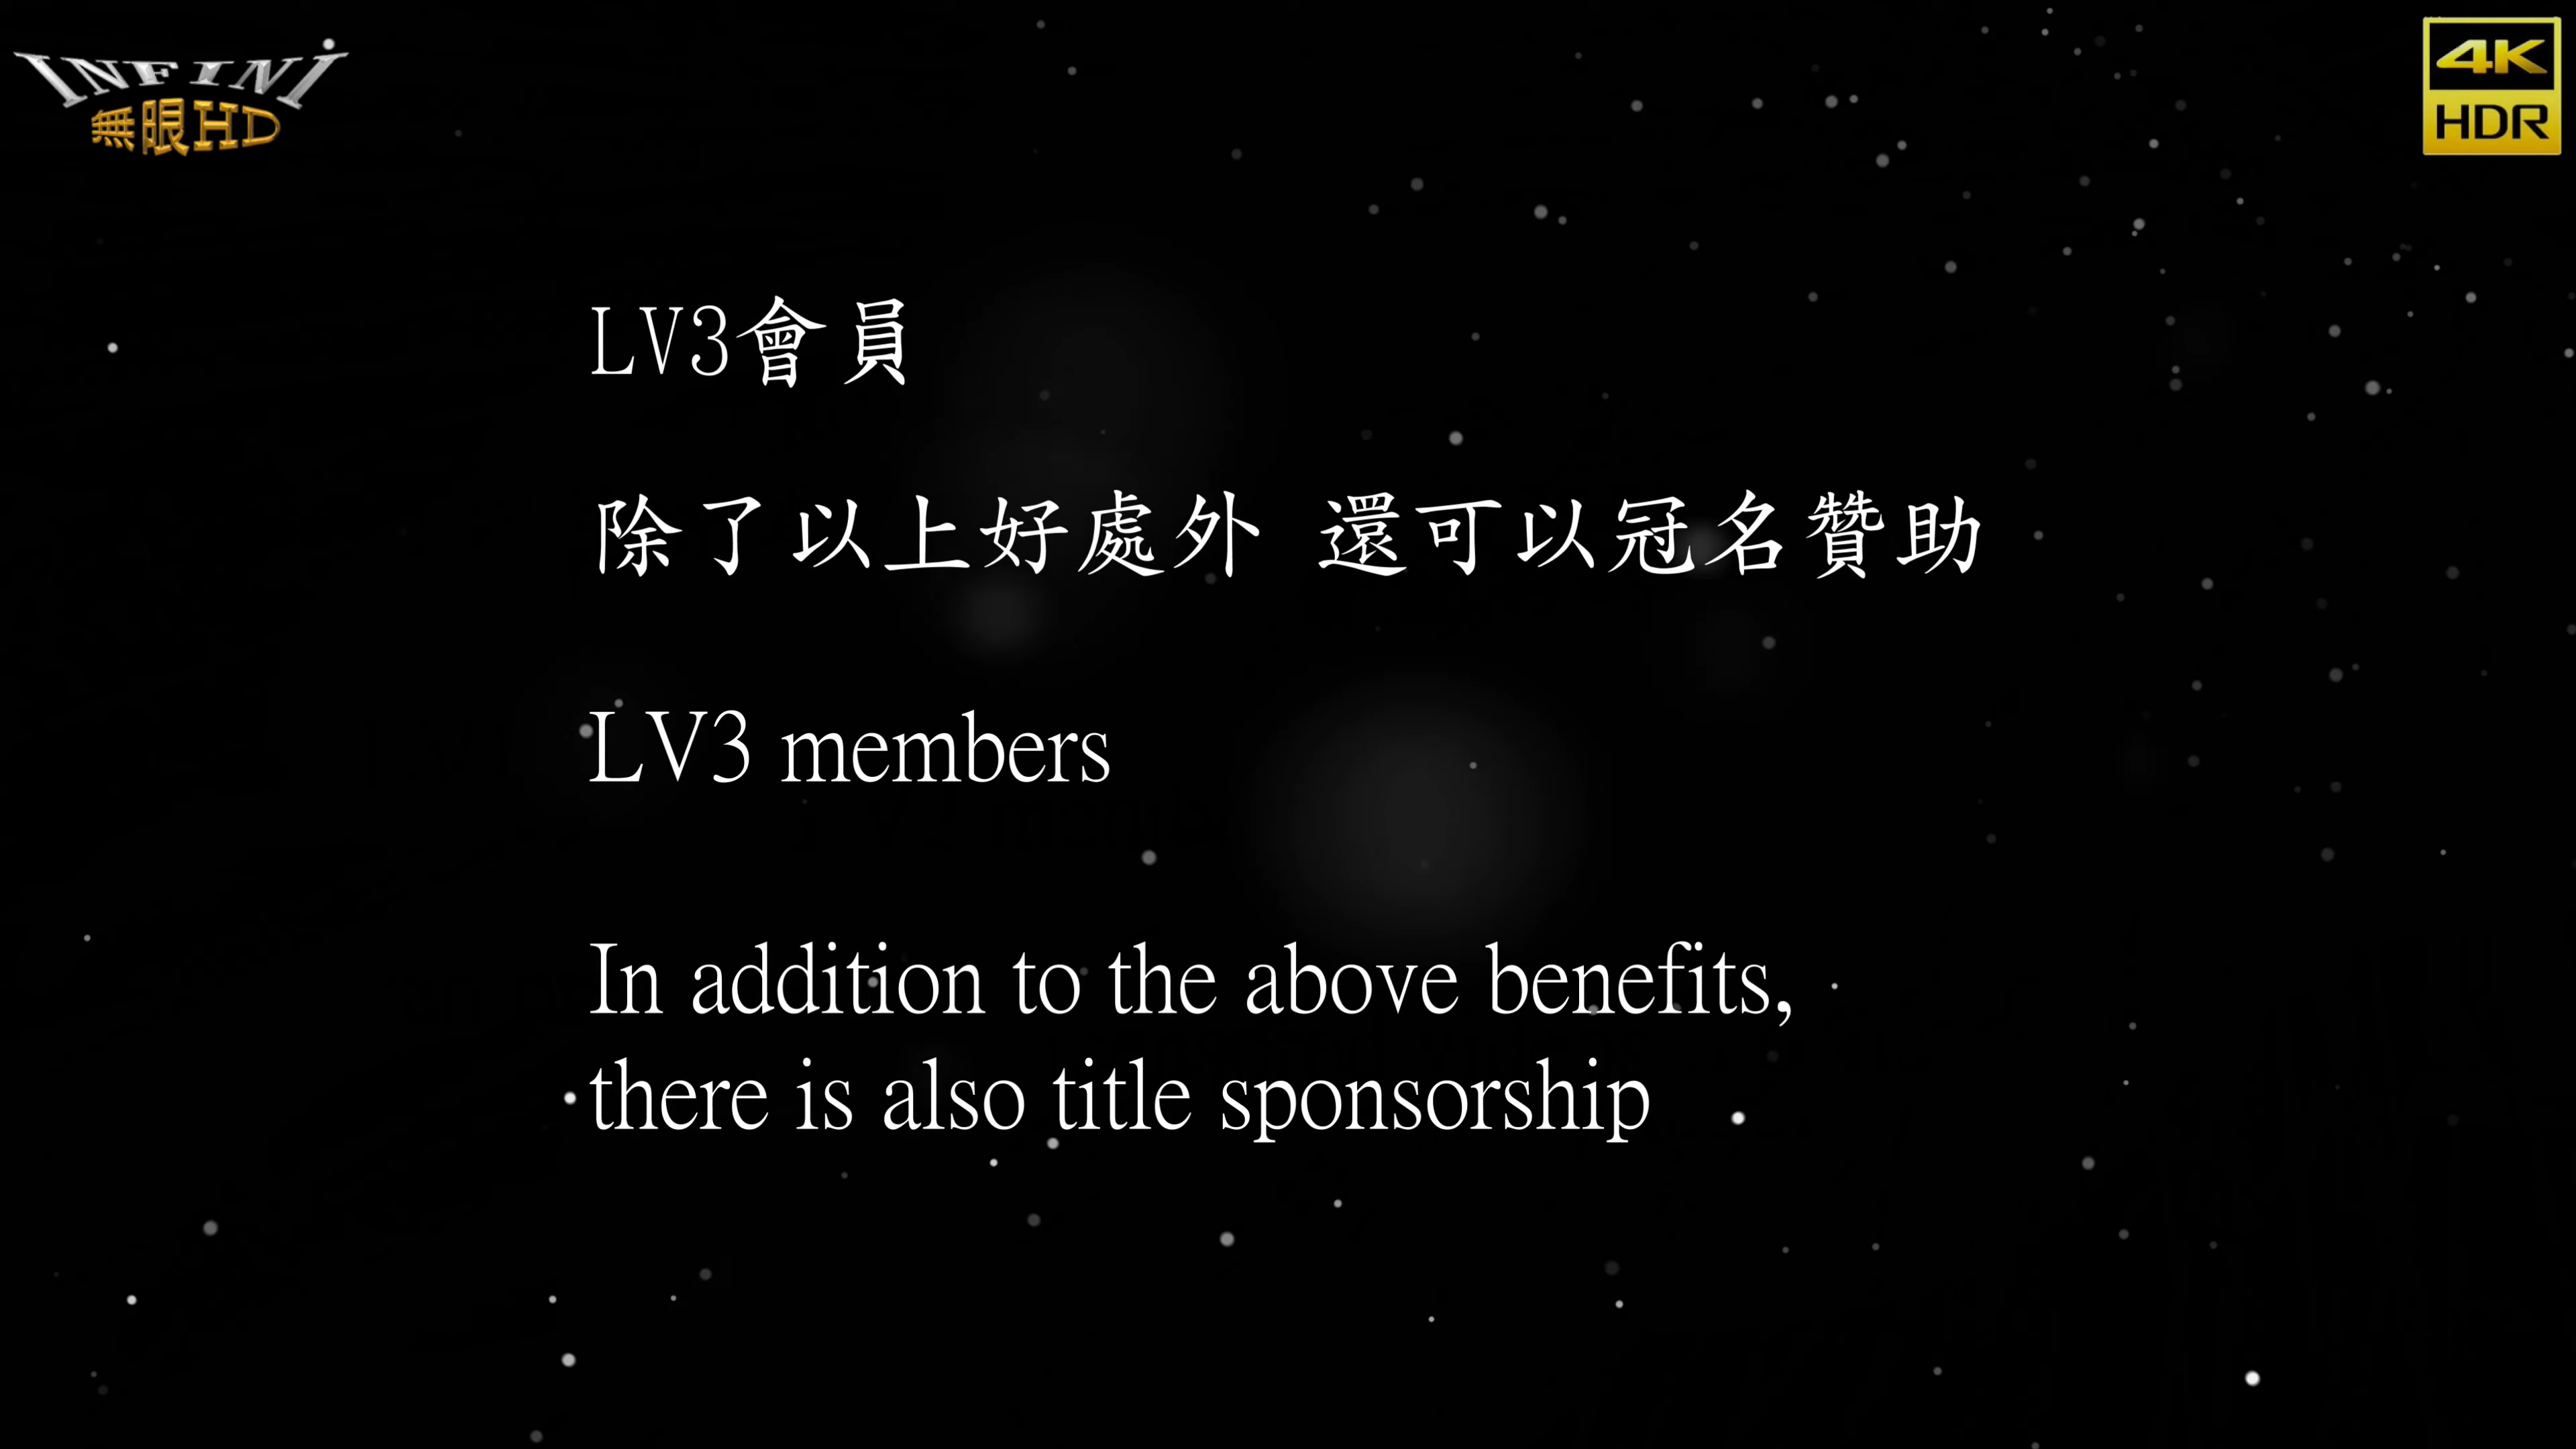 INFINI
無限HD
4K
HDR
LV3會員
除了以上好處外 還可以冠名贊助
LV3 members
In addition to the above benefits,
there is also title sponsorship